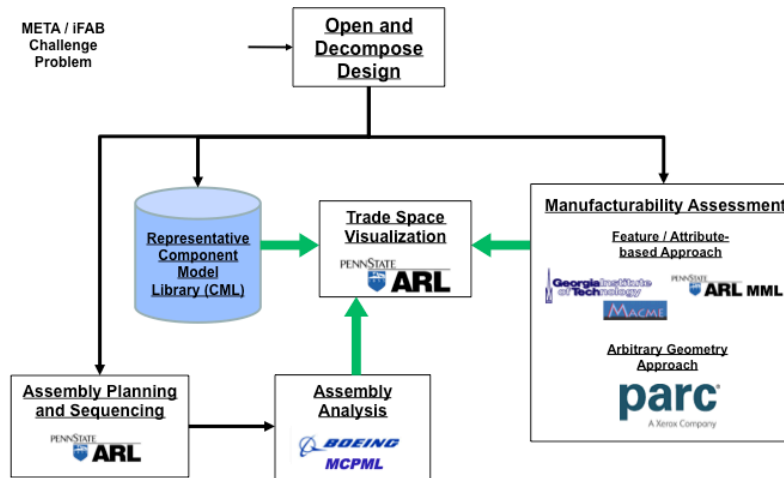 META / iFAB
Challenge
Problem
Open and
Decompose
Design
Representative
Component
Model
Library (CML)
Trade Space
Visualization
PENNSTATE
ARL
Manufacturability Assessment
Feature / Attribute-
based Approach
Georgia Institute
of Technology
MACME
PENNSTATE
ARL MML
Arbitrary Geometry
Approach
parc®
A Xerox Company
Assembly Planning
and Sequencing
PENNSTATE
ARL
Assembly
Analysis
BOEING
MCPML